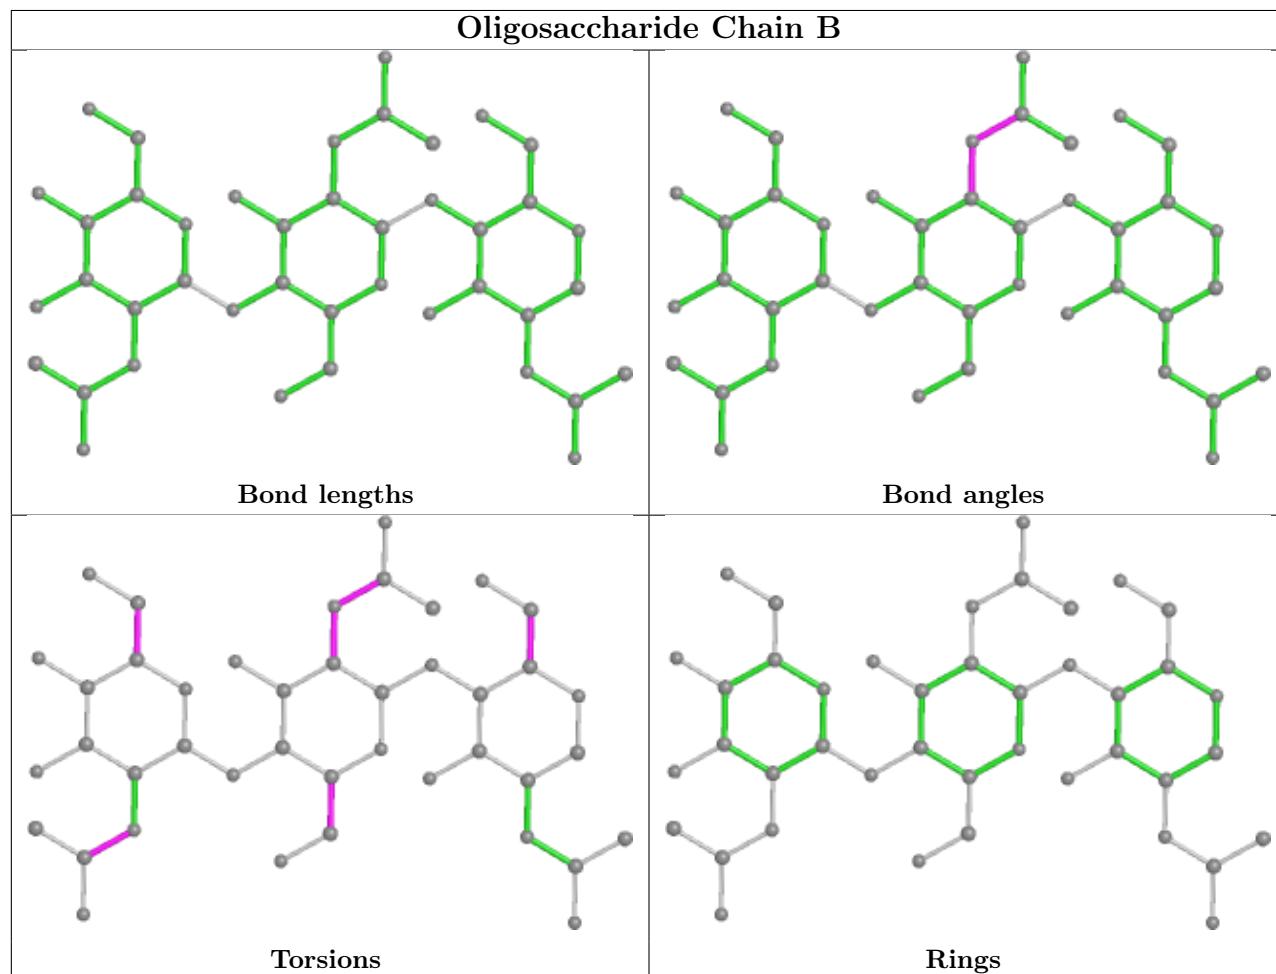 Oligosaccharide Chain B
Bond lengths
Bond angles
Torsions
Rings